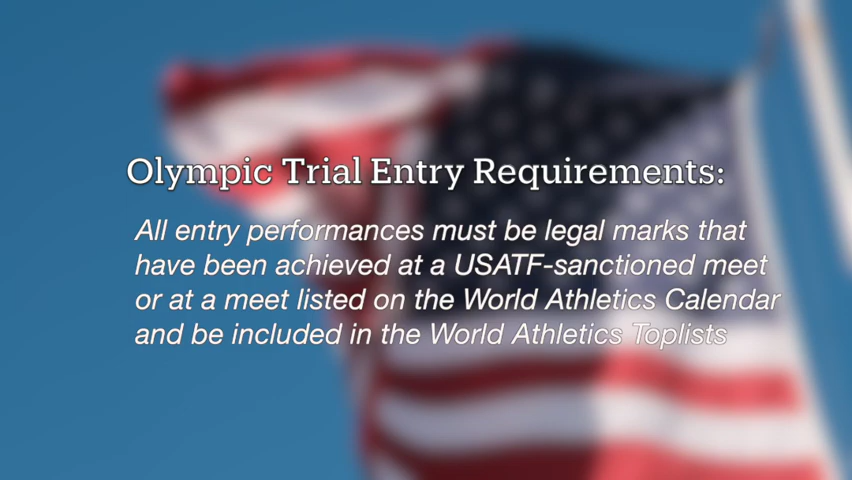 Olympic Trial Entry Requirements:
All entry performances must be legal marks that
have been achieved at a USATF-sanctioned meet
or at a meet listed on the World Athletics Calendar
and be included in the World Athletics Toplists